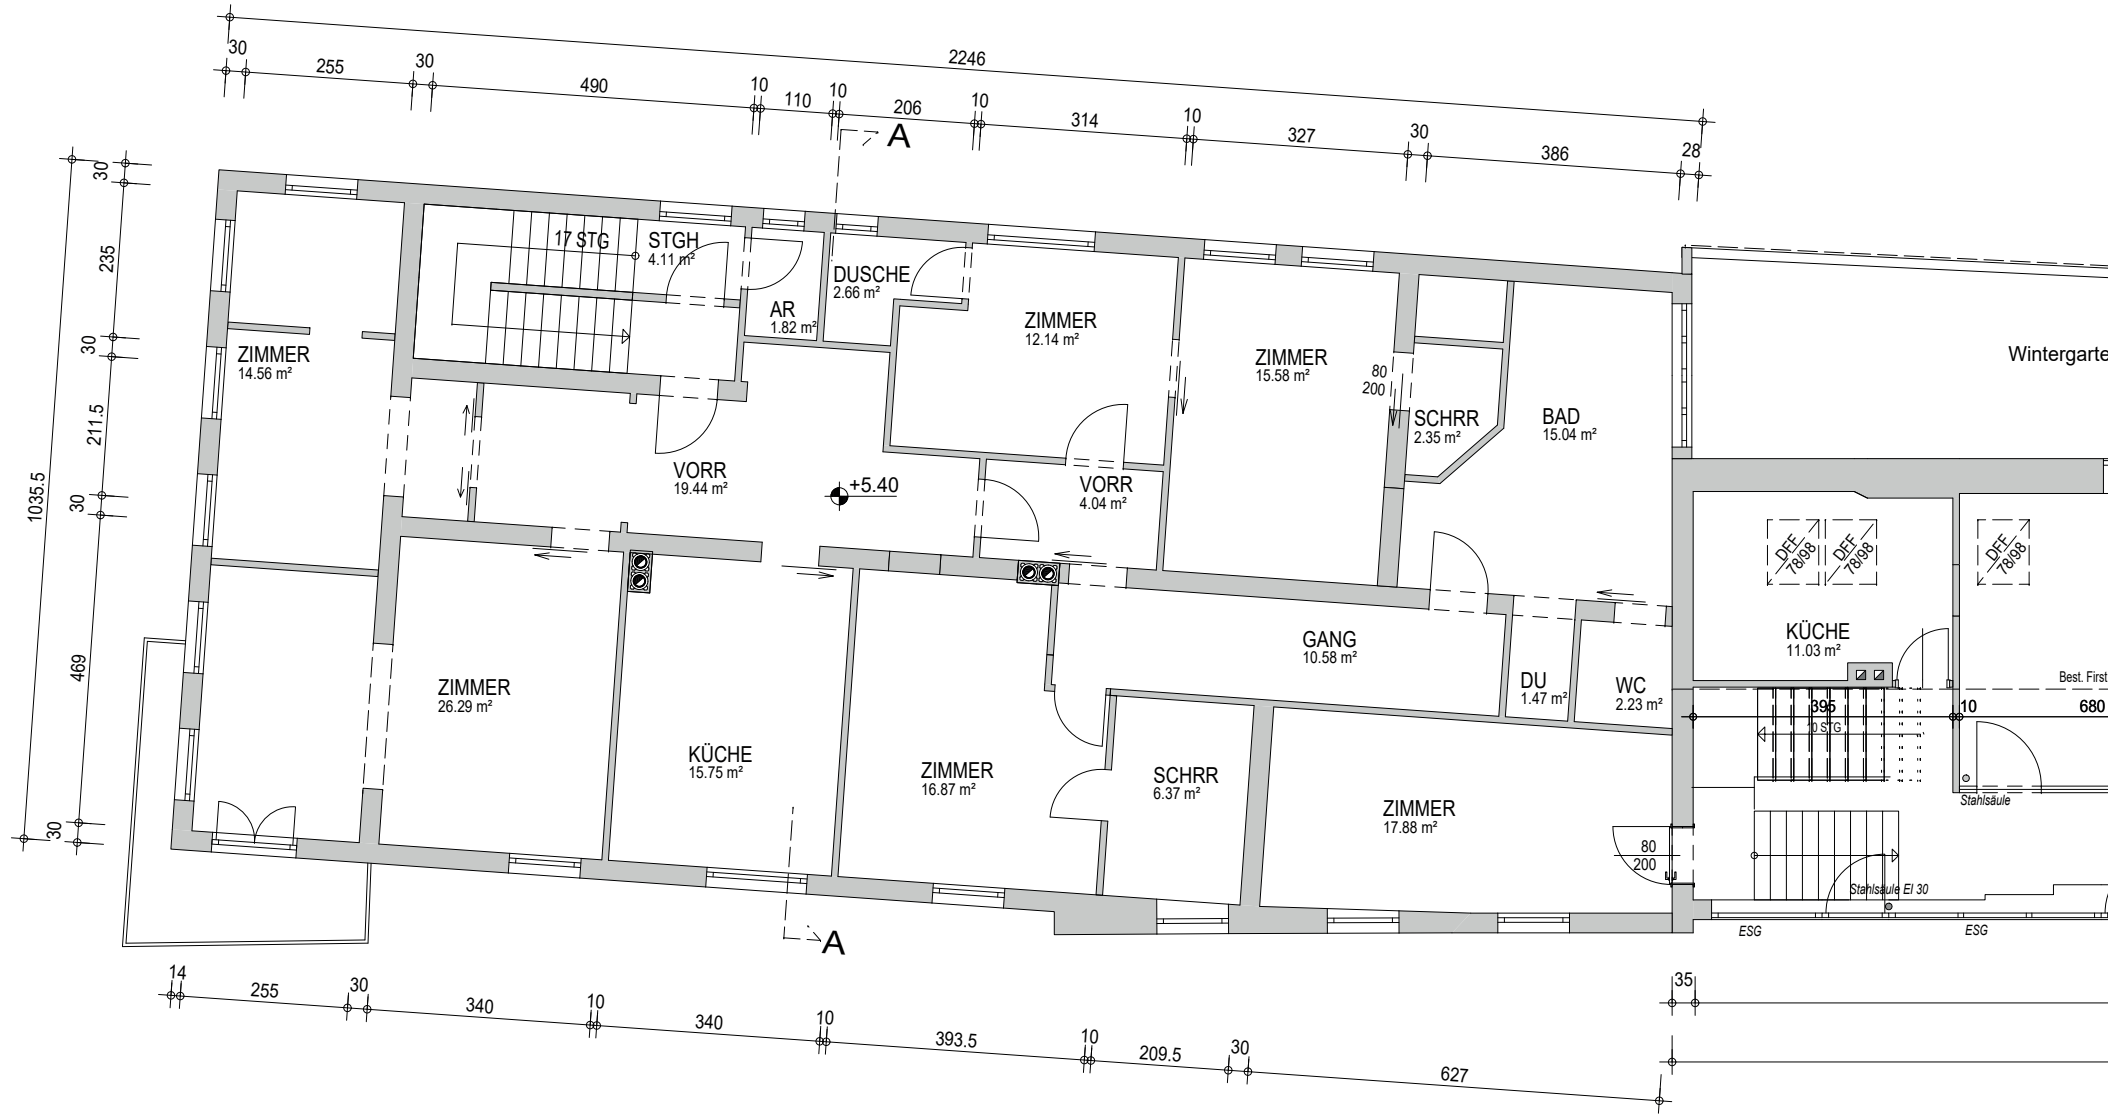 2246
30
255
30
490
10
110
10
206
10
314
10
327
30
386
28
A
30
235
30
211.5
30
469
30
1035.5
17 STG
STGH
4.11 m²
AR
1.82 m²
DUSCHE
2.66 m²
ZIMMER
12.14 m²
ZIMMER
15.58 m²
80
200
SCHRR
2.35 m²
BAD
15.04 m²
Wintergarte
ZIMMER
14.56 m²
VORR
19.44 m²
+5.40
VORR
4.04 m²
DFF
78/98
DFF
78/98
DFF
78/98
KÜCHE
11.03 m²
Best. First
395
10
680
10 STG
ZIMMER
26.29 m²
KÜCHE
15.75 m²
ZIMMER
16.87 m²
GANG
10.58 m²
DU
1.47 m²
WC
2.23 m²
SCHRR
6.37 m²
ZIMMER
17.88 m²
80
200
Stahlsäule
Stahlsäule EI 30
ESG
ESG
A
14
255
30
340
10
340
10
393.5
10
209.5
30
627
35